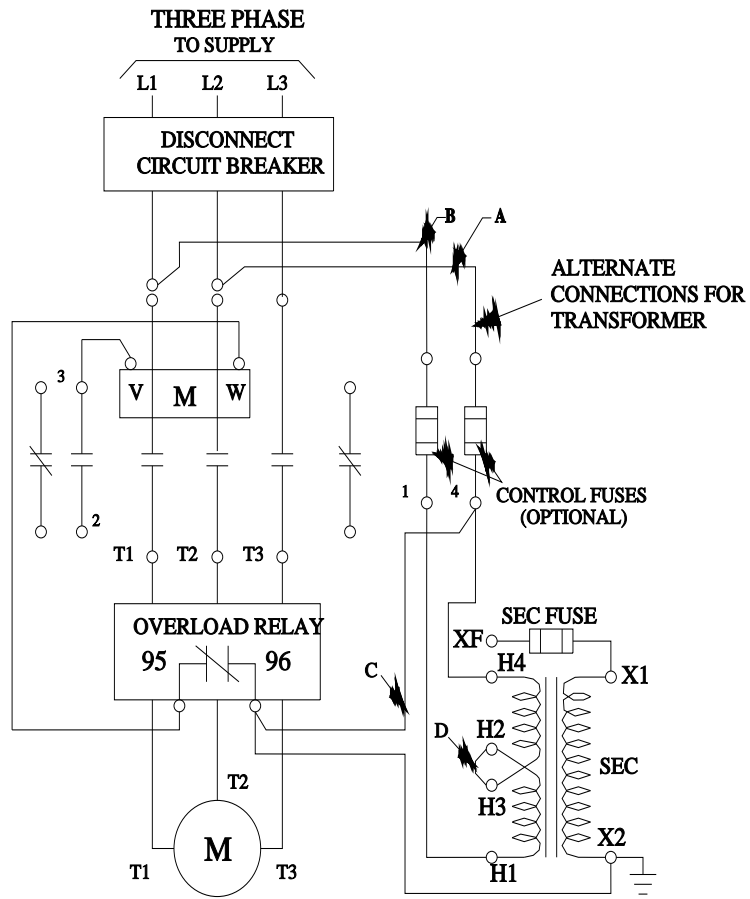 THREE PHASE
TO SUPPLY
L1 L2 L3
DISCONNECT
CIRCUIT BREAKER
B A
ALTERNATE
CONNECTIONS FOR
TRANSFORMER
3
V M W
1 4
CONTROL FUSES
(OPTIONAL)
2
T1 T2 T3
OVERLOAD RELAY
95 96
SEC FUSE
XF
H4 X1
C
D H2
SEC
H3
T2
M
T1 T3
X2
H1